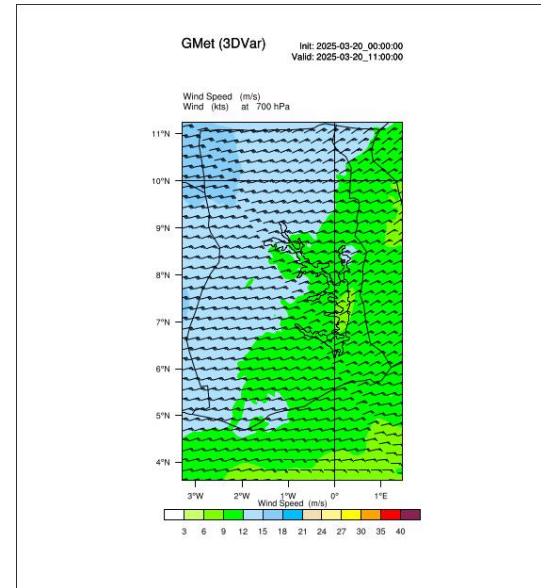 GMet (3DVar)
Init: 2025-03-20_00:00:00
Valid: 2025-03-20_11:00:00
Wind Speed (m/s)
Wind (kts) at 700 hPa
11°N
10°N
9°N
8°N
7°N
6°N
5°N
4°N
3°W 2°W 1°W 0° 1°E
Wind Speed (m/s)
3 6 9 12 15 18 21 24 27 30 35 40